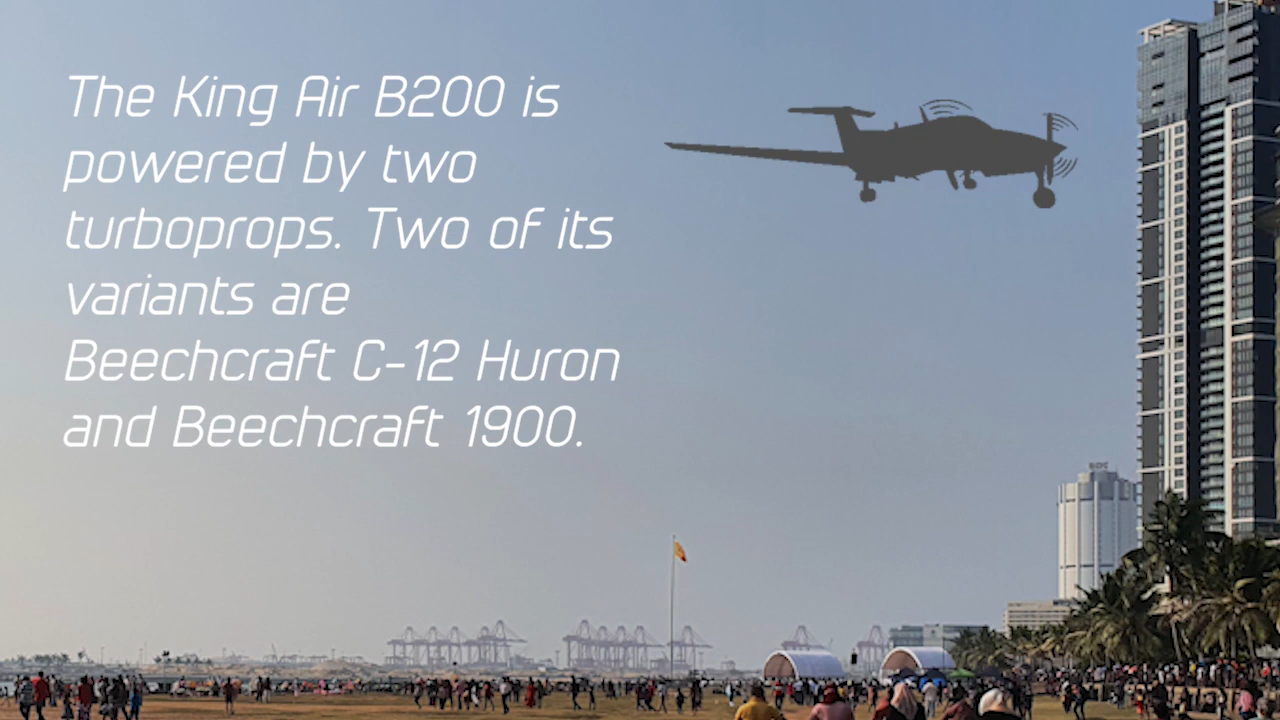 The King Air B200 is
powered by two
turboprops. Two of its
variants are
Beechcraft C-12 Huron
and Beechcraft 1900.